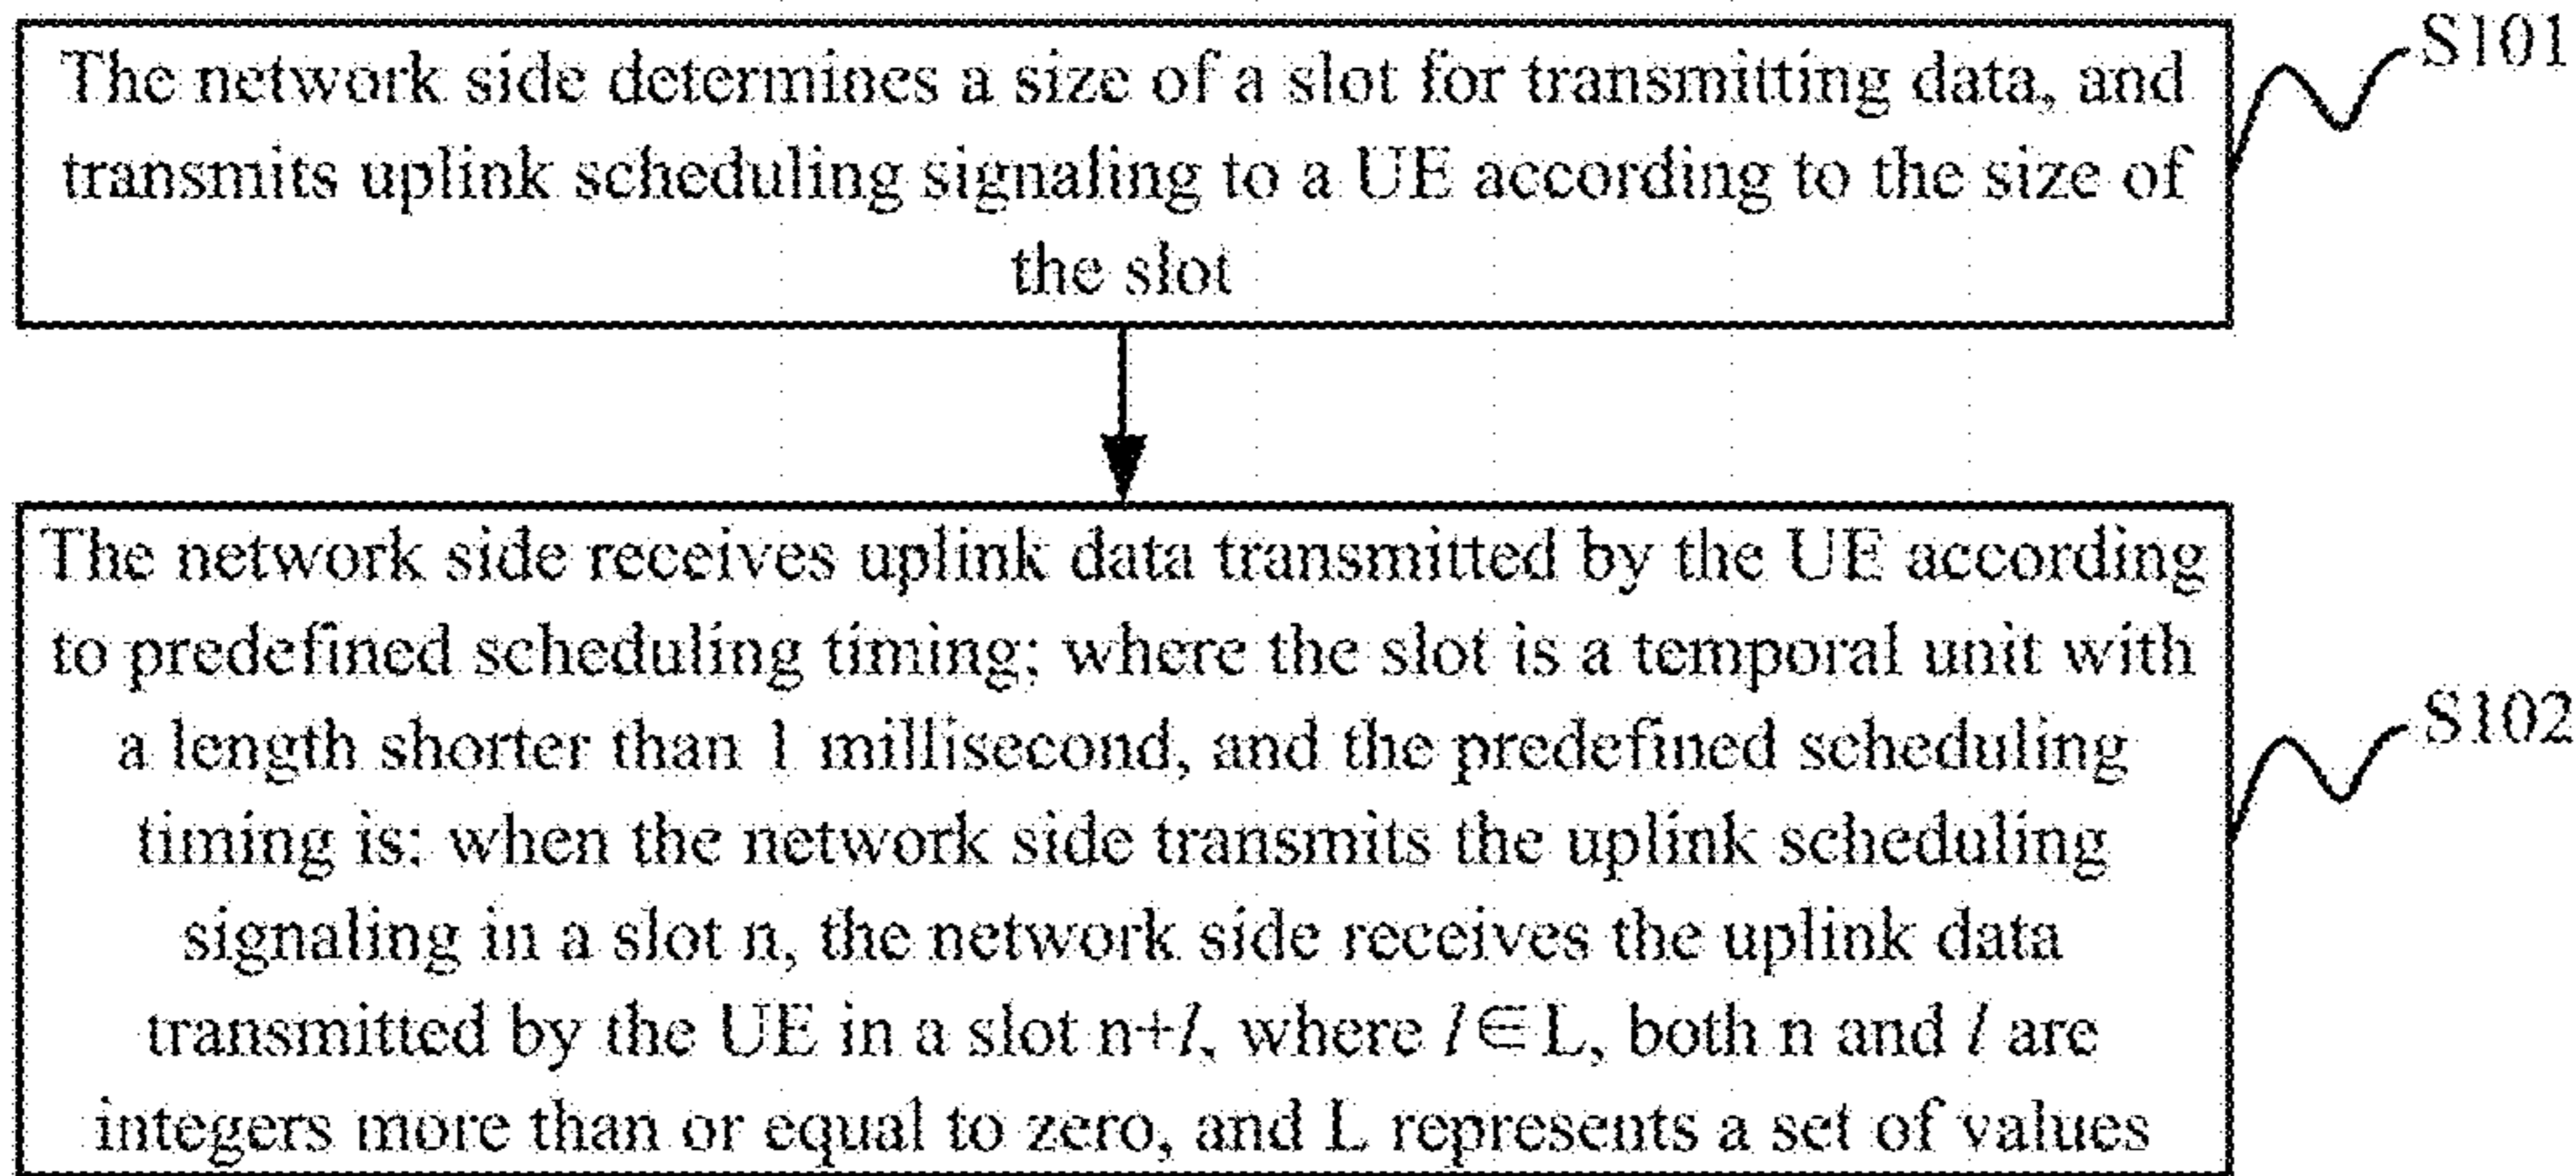 The network side determines a size of a slot for transmitting data, and
transmits uplink scheduling signaling to a UE according to the size of
the slot
S101
The network side receives uplink data transmitted by the UE according
to predefined scheduling timing; where the slot is a temporal unit with
a length shorter than 1 millisecond, and the predefined scheduling
timing is: when the network side transmits the uplink scheduling
signaling in a slot n, the network side receives the uplink data
transmitted by the UE in a slot n+l, where l∈L, both n and l are
integers more than or equal to zero, and L represents a set of values
S102